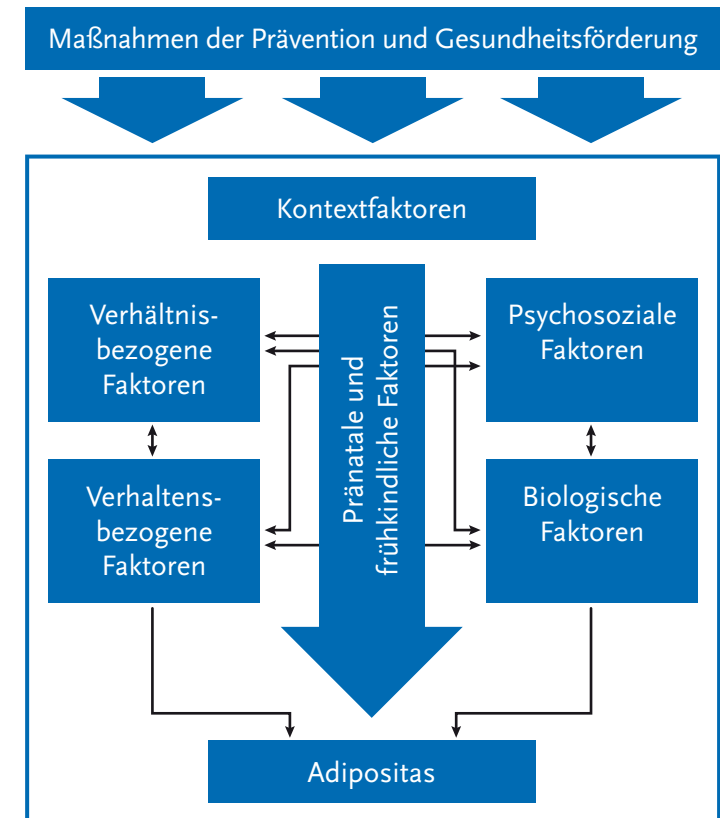 Maßnahmen der Prävention und Gesundheitsförderung
Kontextfaktoren
Verhältnis-
bezogene
Faktoren
Pränatale und
frühkindliche Faktoren
Psychosoziale
Faktoren
Verhaltens-
bezogene
Faktoren
Biologische
Faktoren
Adipositas